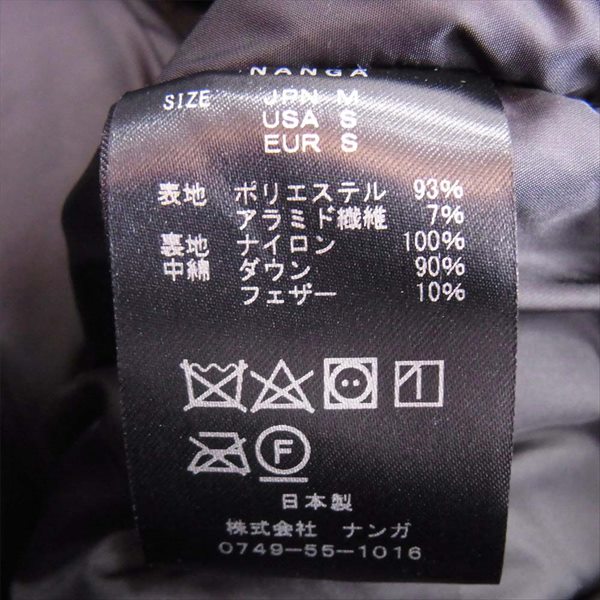 NANGA
SIZE JPN M
USA S
EUR S
表地 ポリエステル 93%
アラミド繊維 7%
裏地 ナイロン 100%
中綿 ダウン 90%
フェザー 10%
F
日本製
株式会社 ナンガ
0749-55-1016